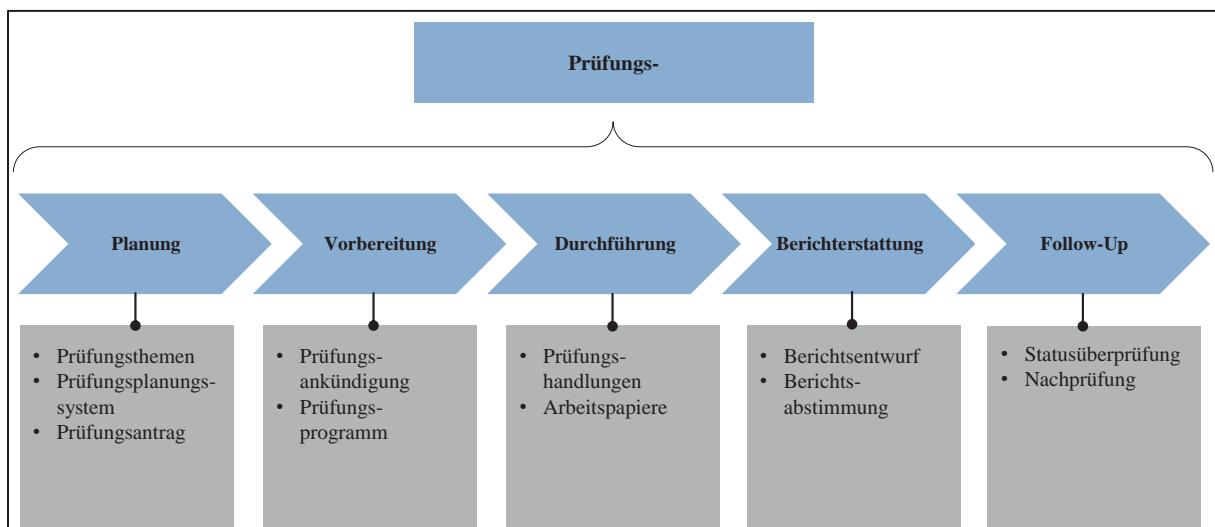 Prüfungs-
Planung
Vorbereitung
Durchführung
Berichterstattung
Follow-Up
• Prüfungsthemen
• Prüfungsplanungs-
system
• Prüfungsantrag
• Prüfungs-
ankündigung
• Prüfungs-
programm
• Prüfungs-
handlungen
• Arbeitspapiere
• Berichtsentwurf
• Berichts-
abstimmung
• Statusüberprüfung
• Nachprüfung